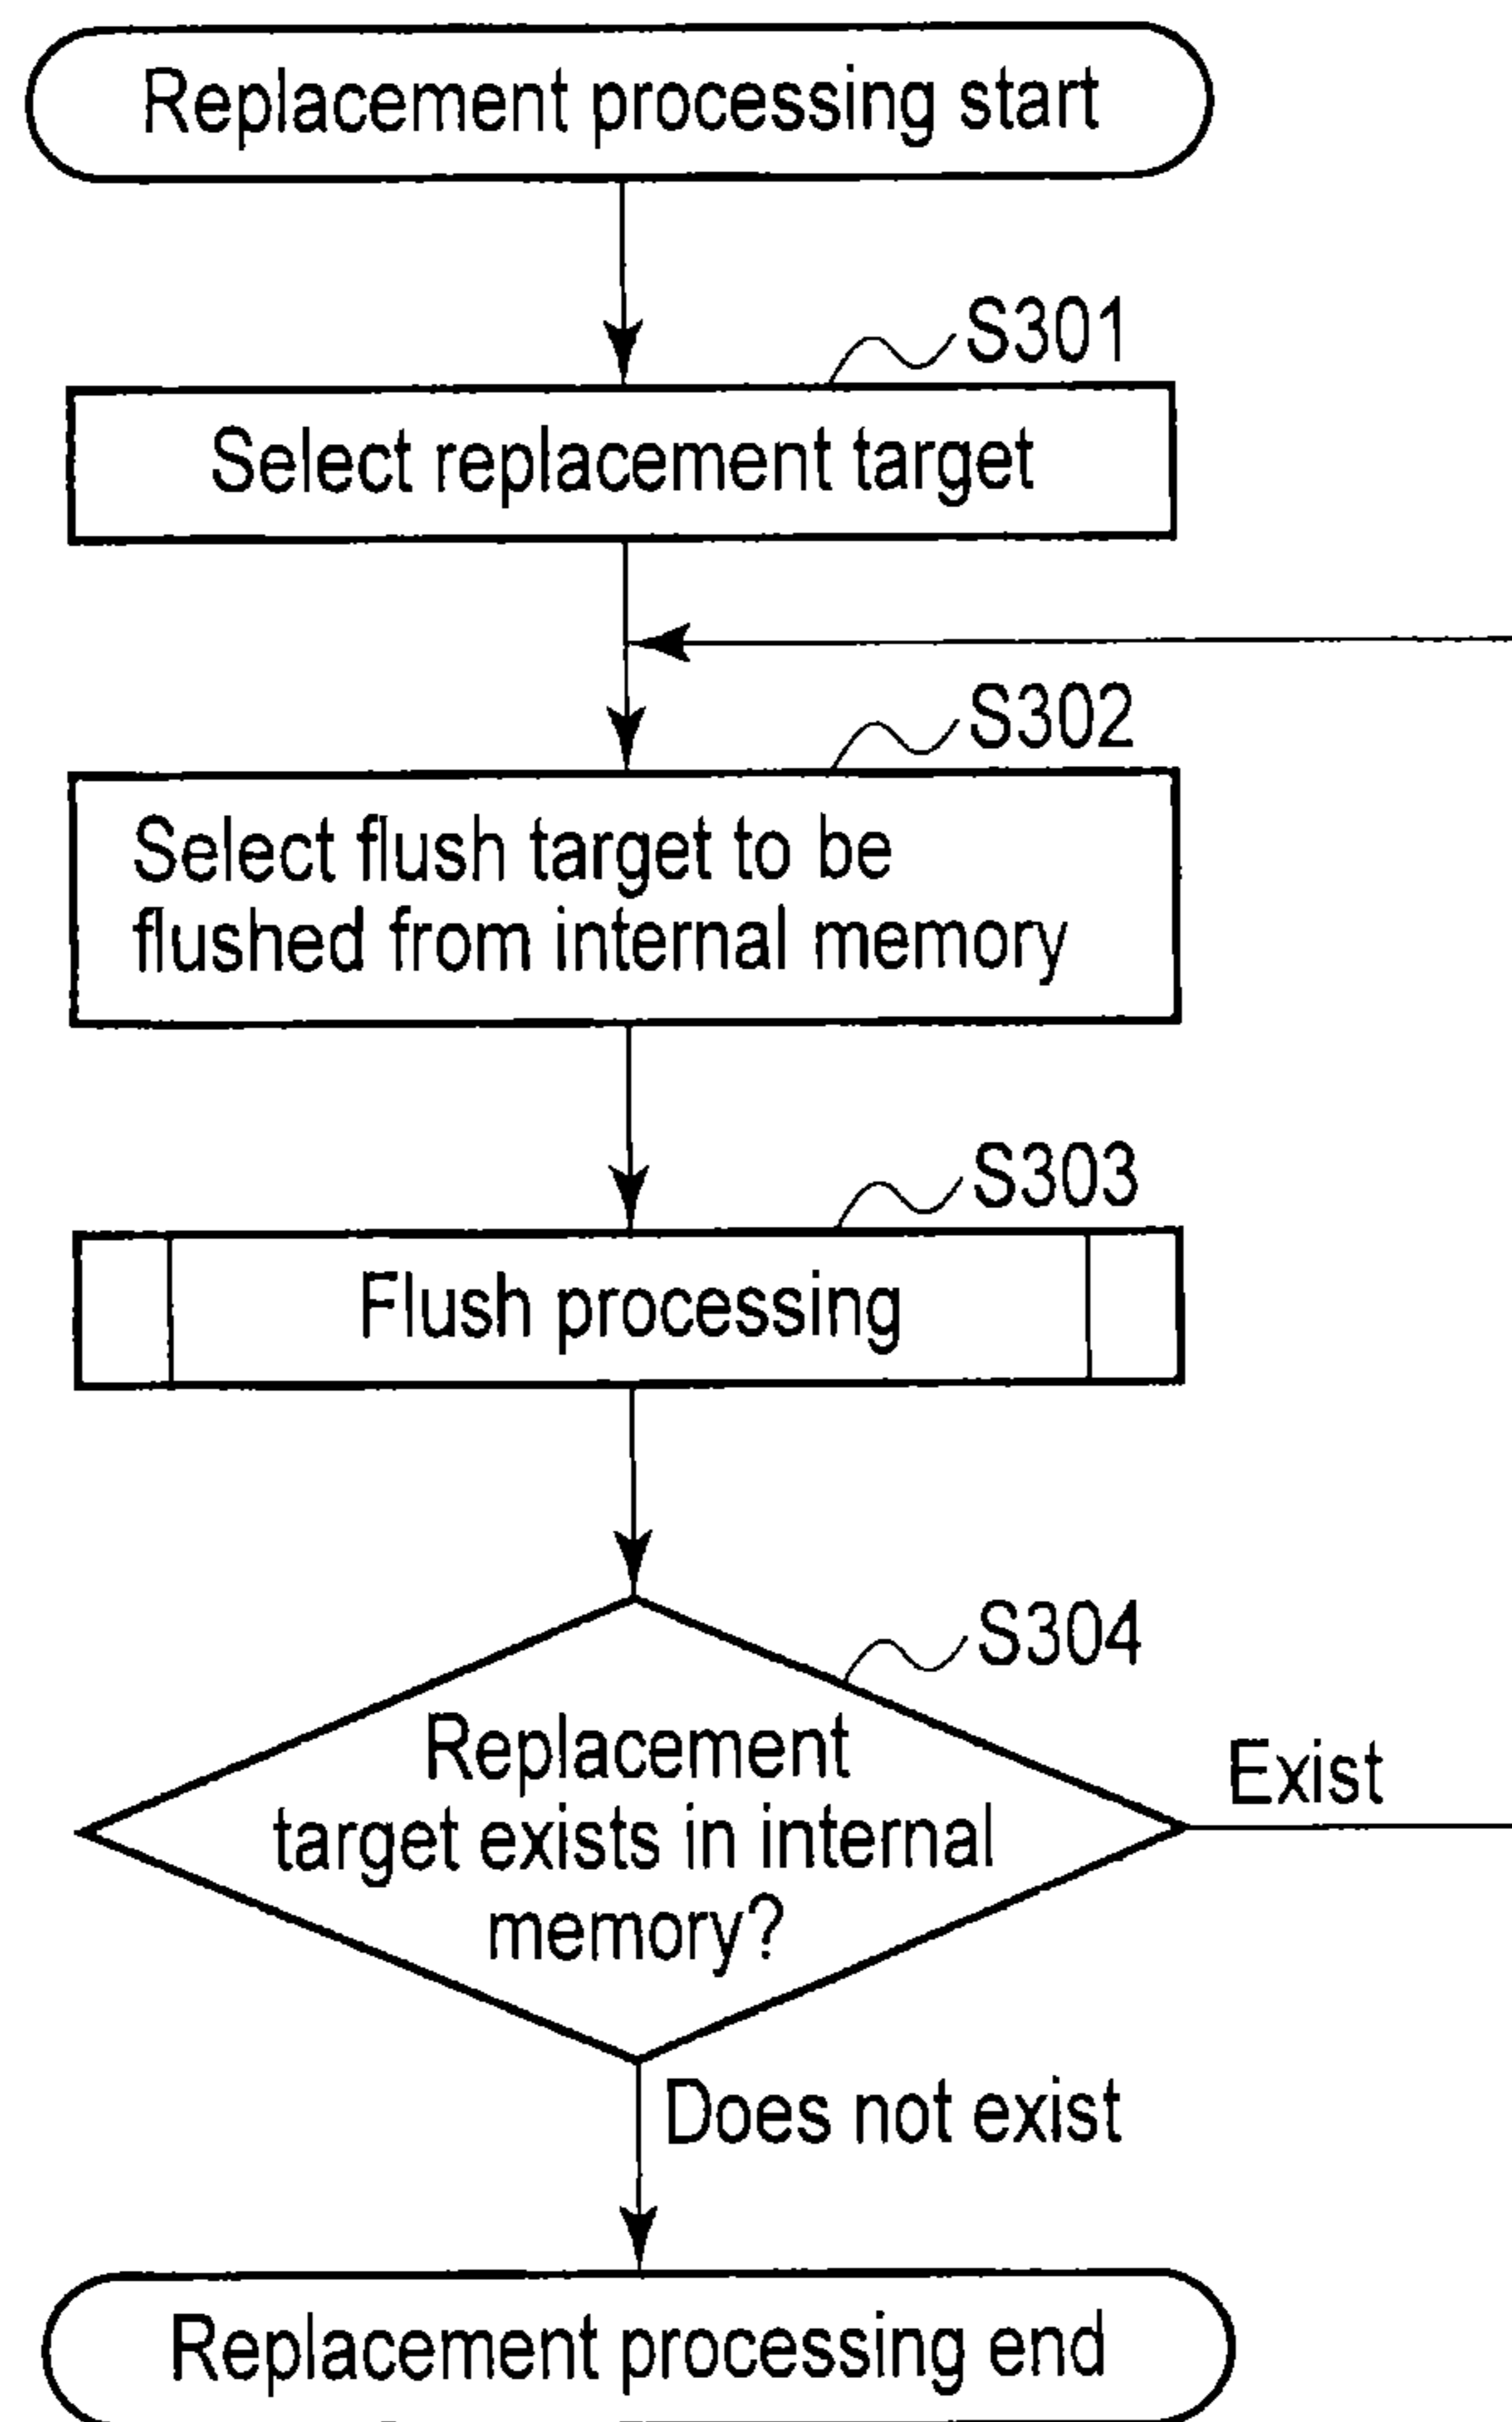 Replacement processing start
S301
Select replacement target
S302
Select flush target to be
flushed from internal memory
S303
Flush processing
S304
Replacement
target exists in internal
memory?
Exist
Does not exist
Replacement processing end